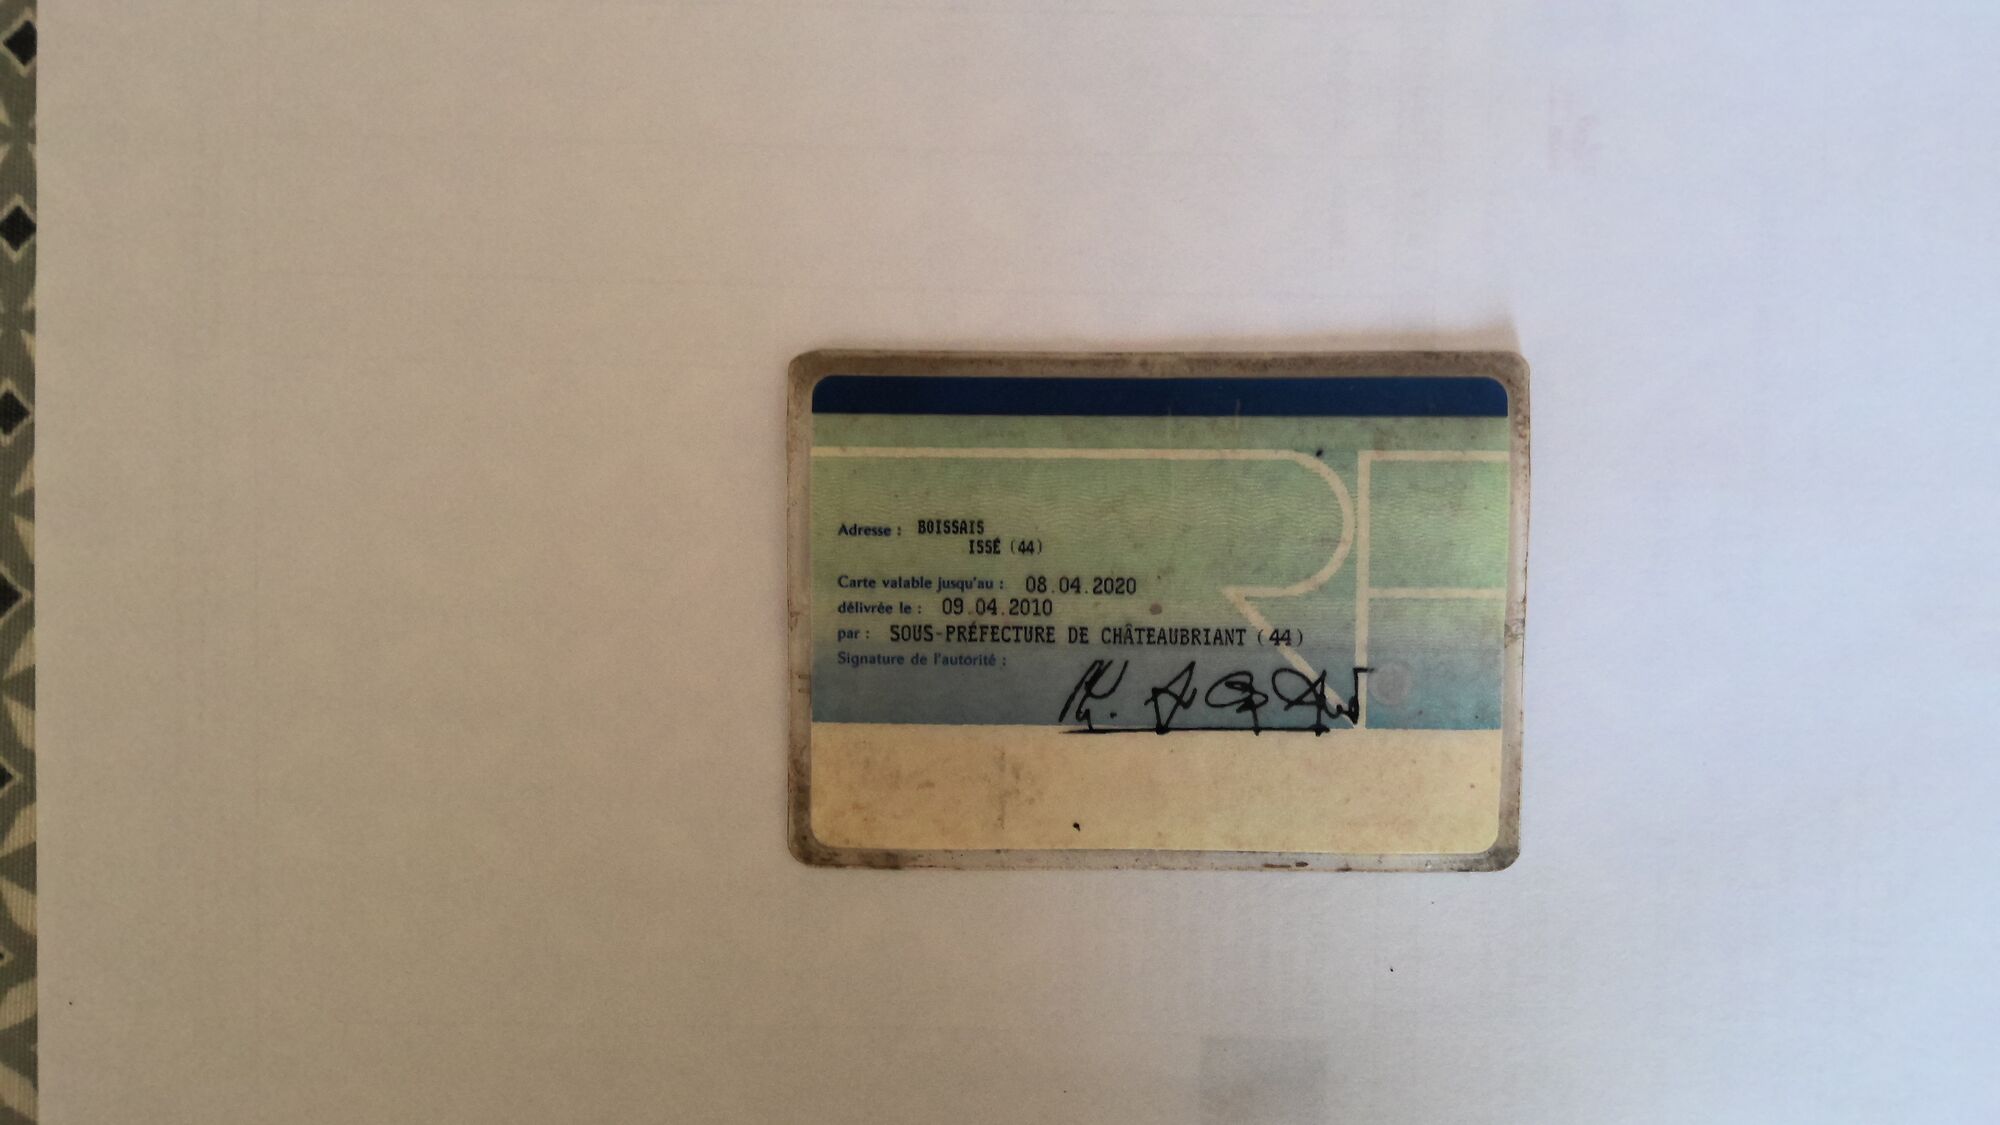 Adresse : BOISSAIS
ISSÉ (44)
Carte valable jusqu'au : 08.04.2020
délivrée le : 09.04.2010
par : SOUS-PRÉFECTURE DE CHÂTEAUBRIANT (44)
Signature de l'autorité :
RF